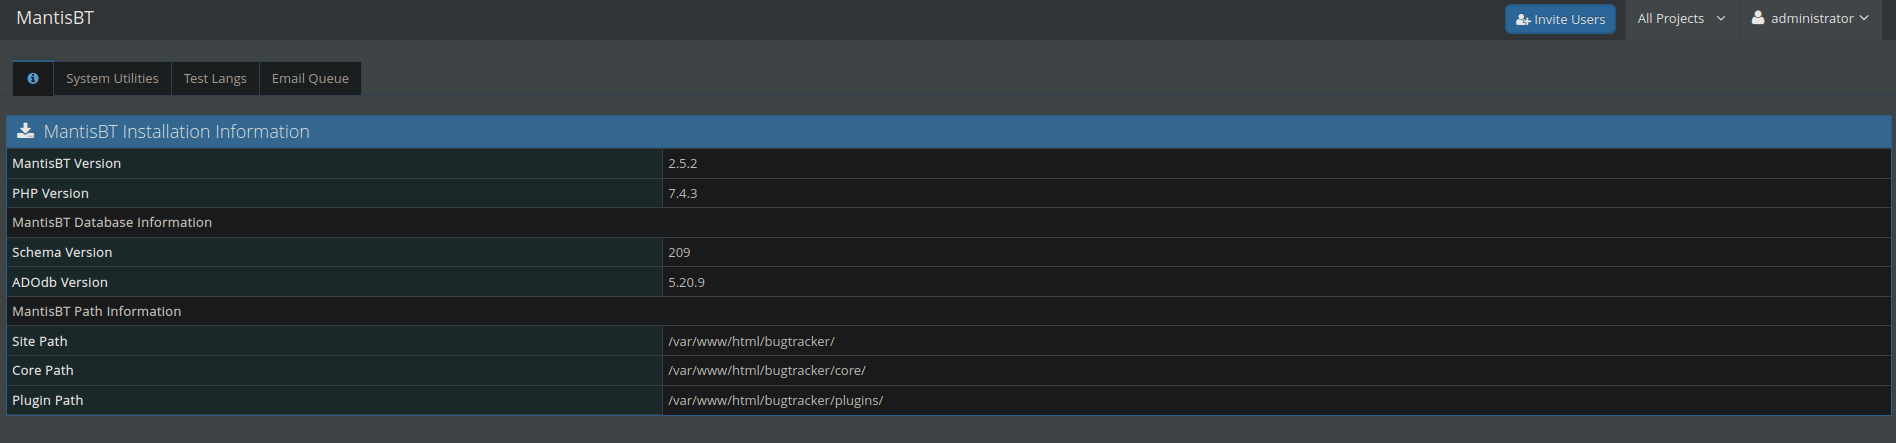 MantisBT
Invite Users
All Projects
administrator
System Utilities
Test Langs
Email Queue
MantisBT Installation Information
MantisBT Version 2.5.2
PHP Version 7.4.3
MantisBT Database Information
Schema Version 209
ADOdb Version 5.20.9
MantisBT Path Information
Site Path /var/www/html/bugtracker/
Core Path /var/www/html/bugtracker/core/
Plugin Path /var/www/html/bugtracker/plugins/